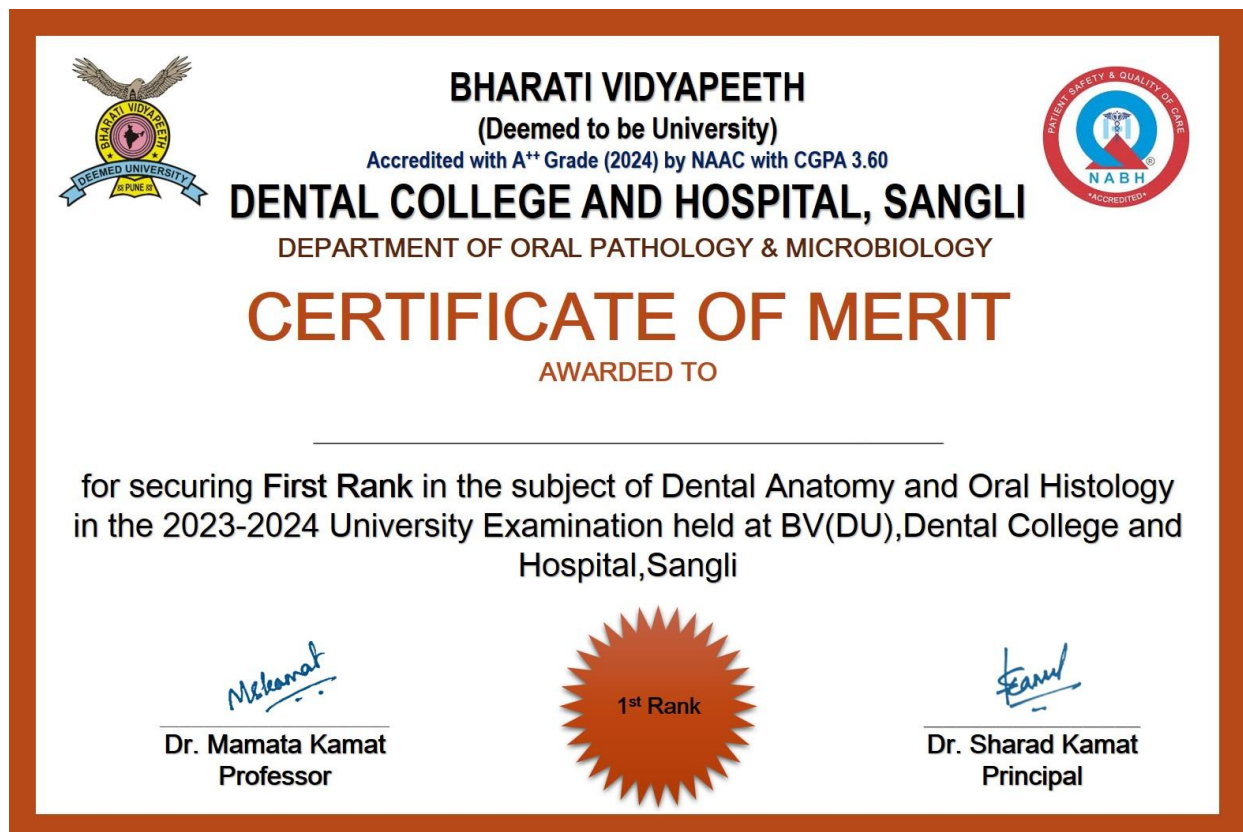 BHARATI VIDYAPEETH
DEEMED UNIVERSITY
PUNE
BHARATI VIDYAPEETH
(Deemed to be University)
Accredited with A++ Grade (2024) by NAAC with CGPA 3.60
DENTAL COLLEGE AND HOSPITAL, SANGLI
DEPARTMENT OF ORAL PATHOLOGY & MICROBIOLOGY
PATIENT SAFETY & QUALITY OF CARE
®
NABH
•ACCREDITED•
CERTIFICATE OF MERIT
AWARDED TO
for securing First Rank in the subject of Dental Anatomy and Oral Histology
in the 2023-2024 University Examination held at BV(DU),Dental College and
Hospital,Sangli
1st Rank
Dr. Mamata Kamat
Professor
Dr. Sharad Kamat
Principal